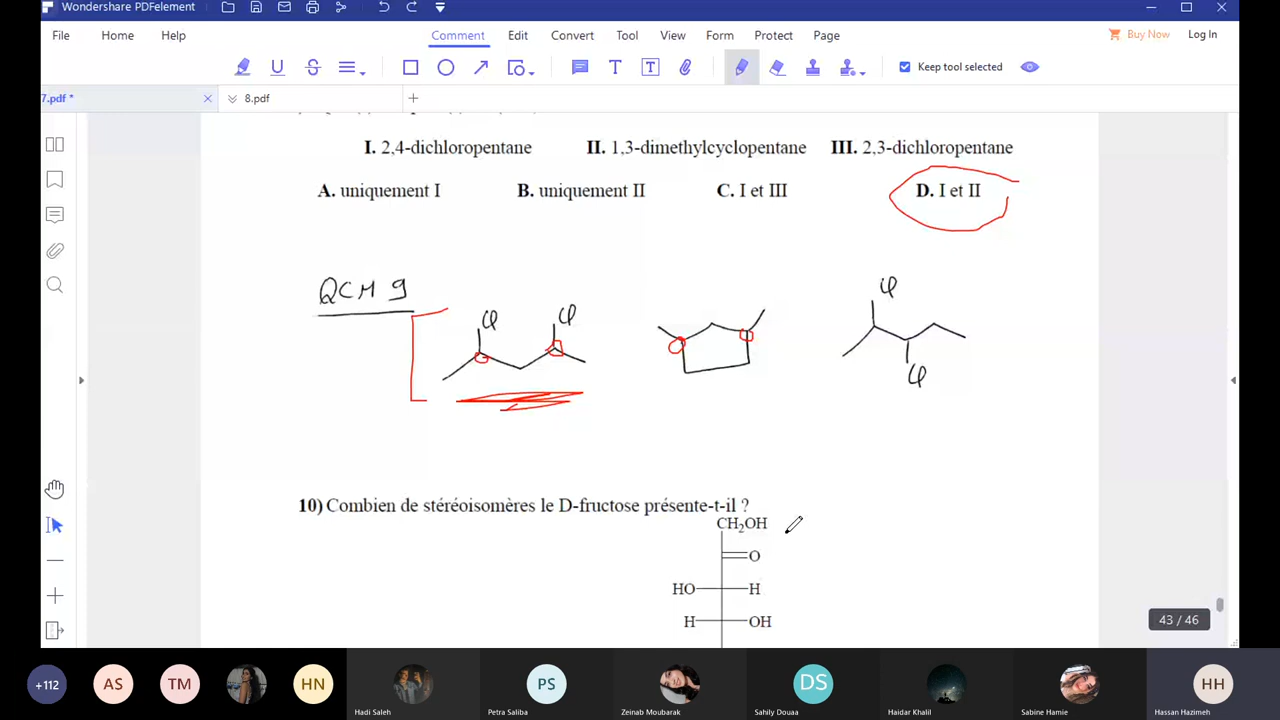 Wondershare PDFelement
File Home Help Comment Edit Convert Tool View Form Protect Page Buy Now Log In
Keep tool selected
7.pdf * 8.pdf
I. 2,4-dichloropentane II. 1,3-dimethylcyclopentane III. 2,3-dichloropentane
A. uniquement I B. uniquement II C. I et III D. I et II
QCM 9
Cl Cl Cl
Cl
10) Combien de stéréoisomères le D-fructose présente-t-il ?
CH2OH
O
HO H
H OH
43 / 46
+112 AS TM HN PS DS HH
Hadi Saleh Petra Saliba Zeinab Moubarak Sahily Douaa Haidar Khalil Sabine Hamie Hassan Hazimeh